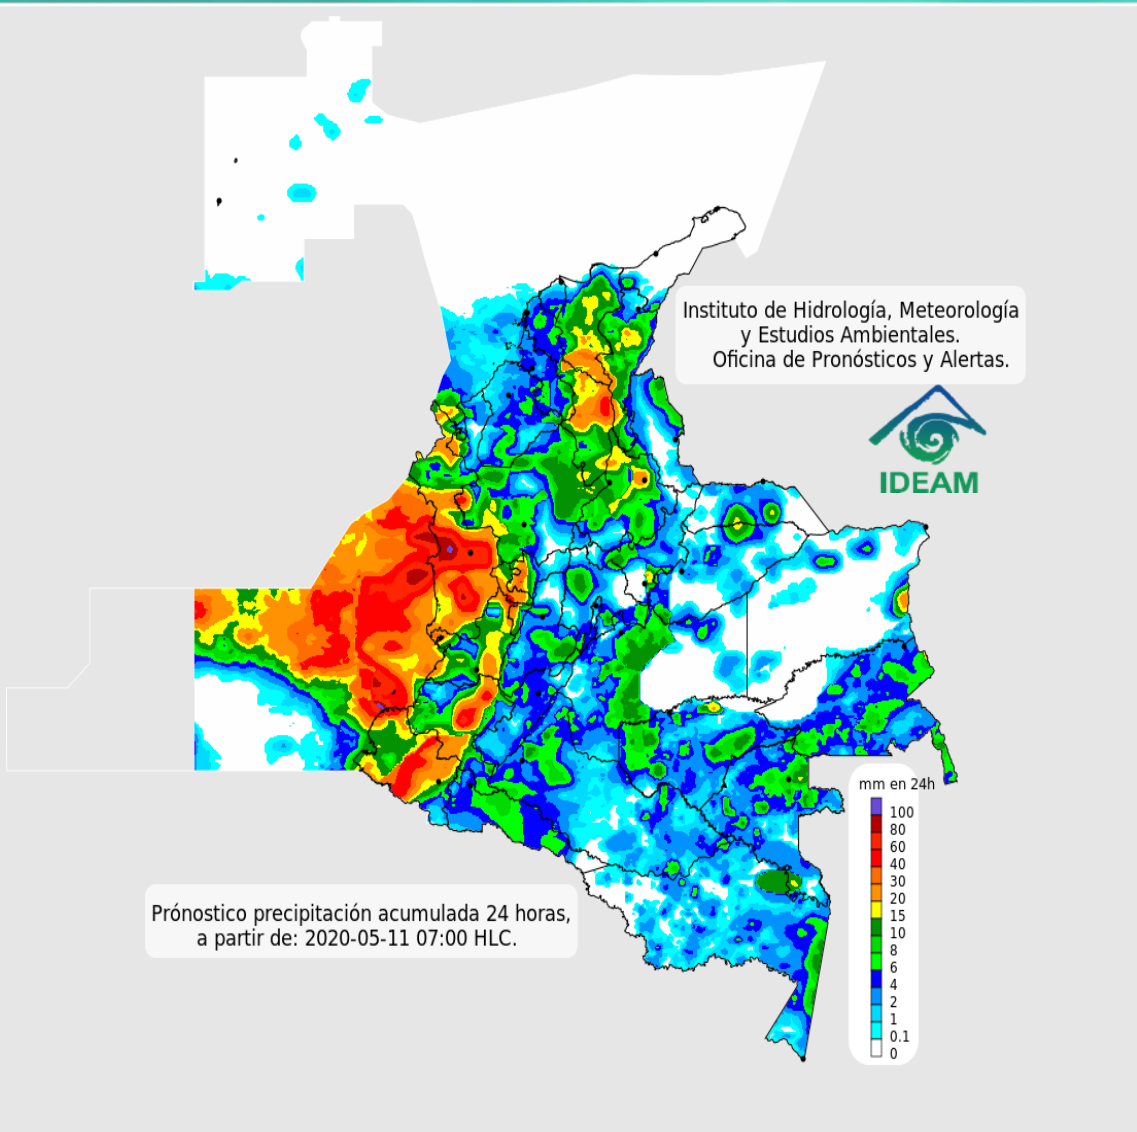 Instituto de Hidrología, Meteorología
y Estudios Ambientales.
Oficina de Pronósticos y Alertas.
IDEAM
mm en 24h
100
80
60
40
30
20
15
10
8
6
4
2
1
0.1
0
Prónostico precipitación acumulada 24 horas,
a partir de: 2020-05-11 07:00 HLC.